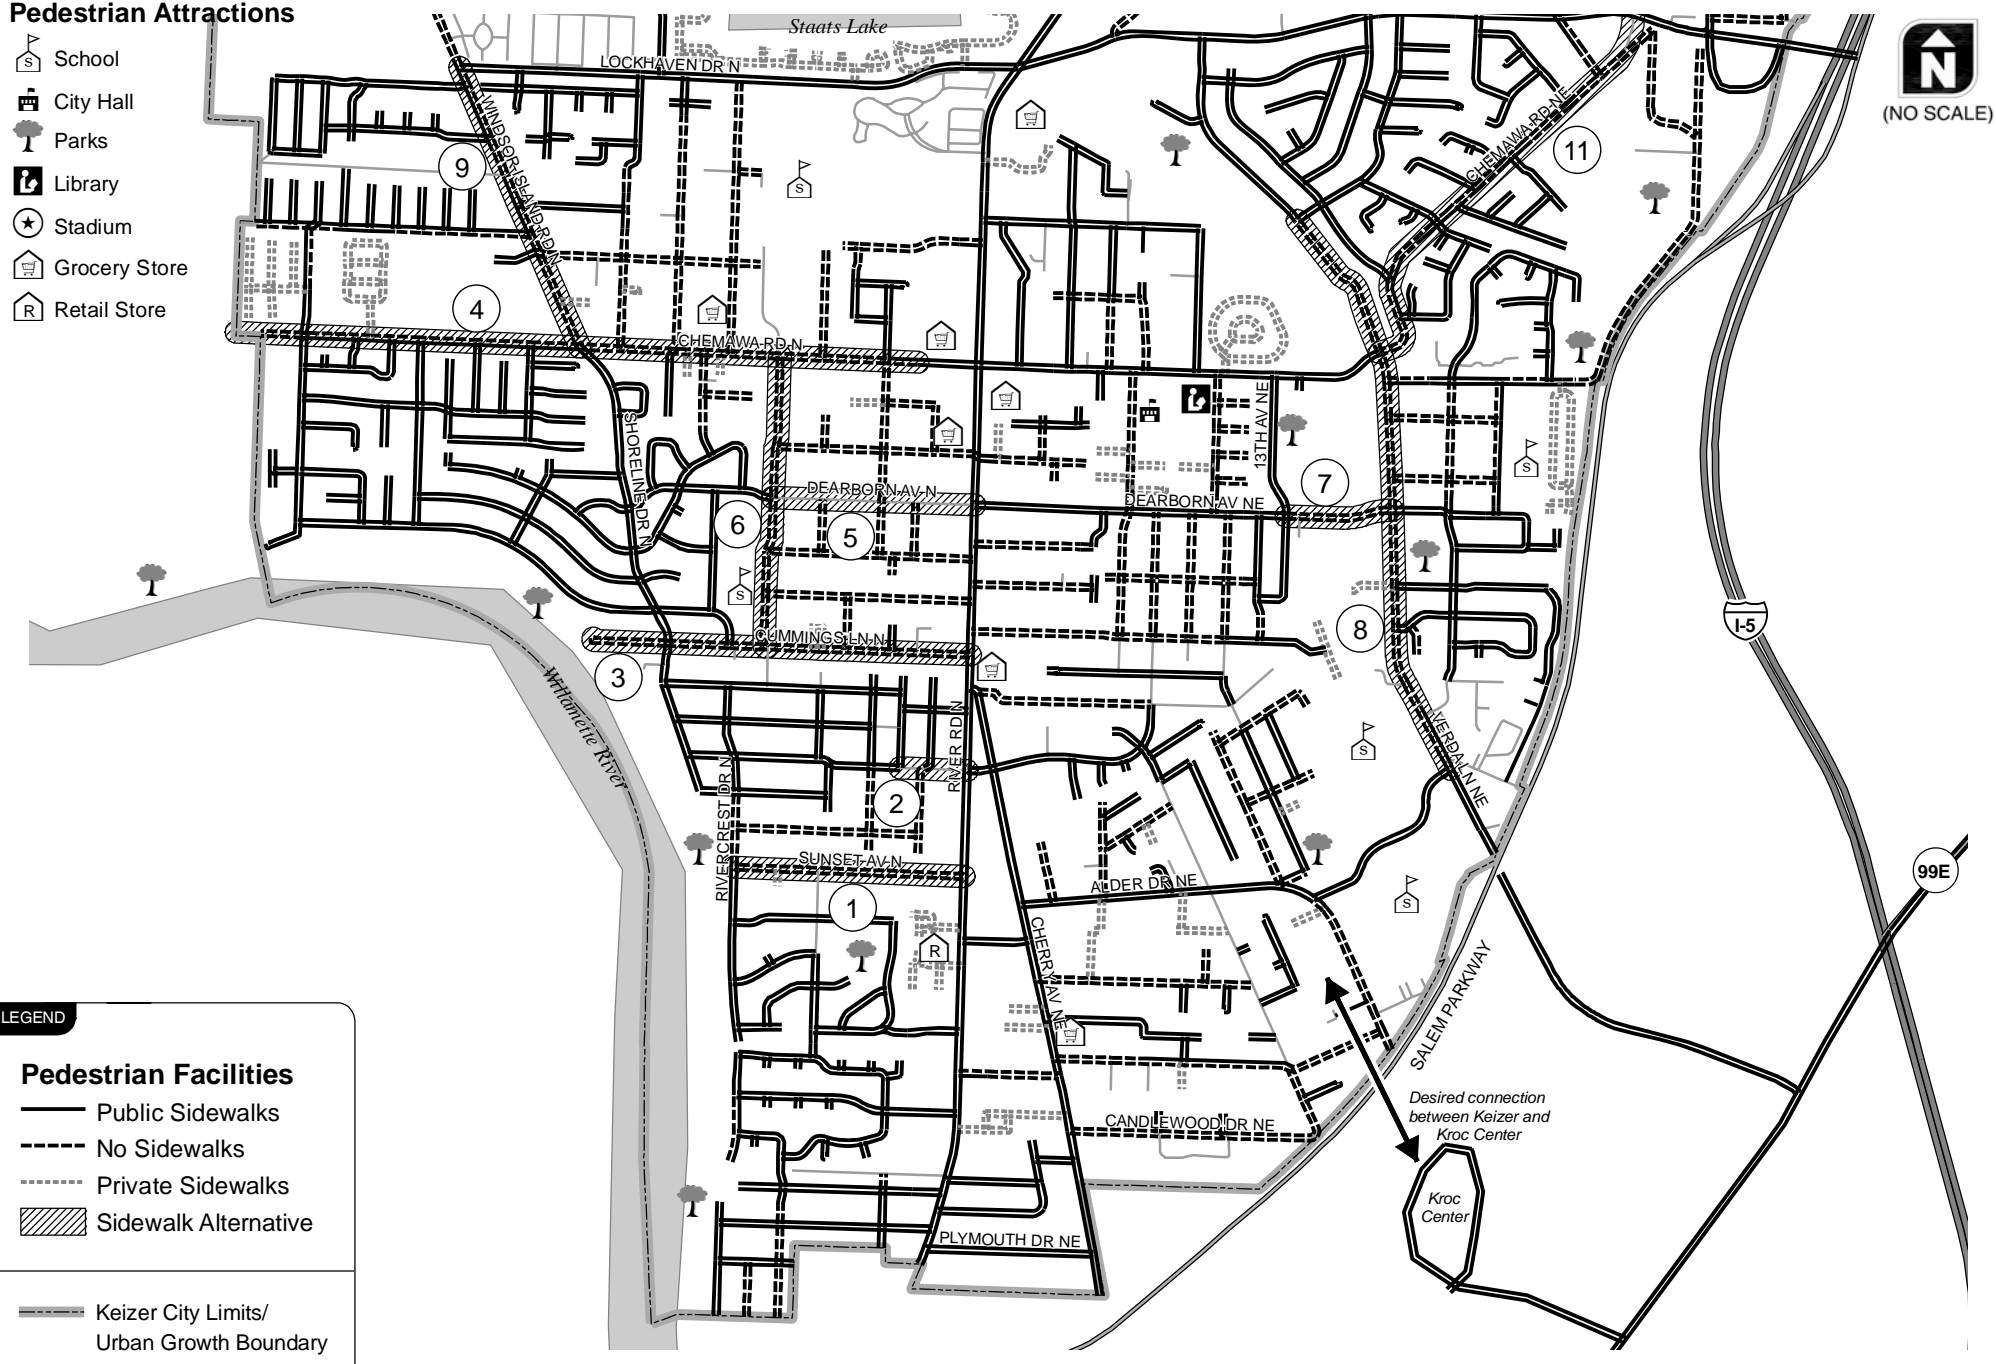 Pedestrian Attractions
S School
City Hall
Parks
Library
Stadium
Grocery Store
R Retail Store
Staats Lake
LOCKHAVEN DR N
N
(NO SCALE)
WINDSOR ISLAND RD N
CHEMAWA RD NE
11
9
S
4
CHEMAWA RD N
SHORELINE DR N
13TH AV NE
S
7
DEARBORN AV N
DEARBORN AV NE
6
5
S
I-5
8
CUMMINGS LN N
3
Willamette River
RIVER RD N
VERDA LN NE
S
RIVERCREST DR N
2
SUNSET AV N
ALDER DR NE
99E
S
1
R
CHERRY AV NE
SALEM PARKWAY
LEGEND
Pedestrian Facilities
Public Sidewalks
No Sidewalks
Private Sidewalks
Sidewalk Alternative
Keizer City Limits/
Urban Growth Boundary
Desired connection
between Keizer and
Kroc Center
CANDLEWOOD DR NE
Kroc
Center
PLYMOUTH DR NE